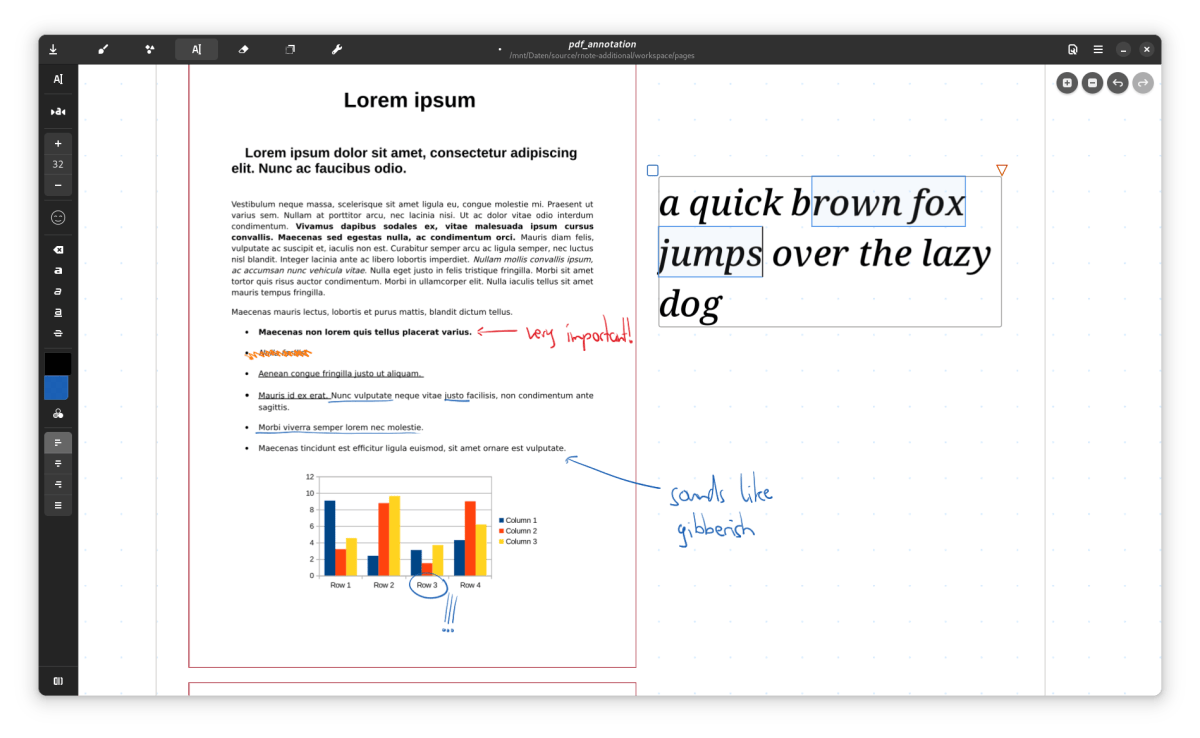 pdf_annotation
/mnt/Daten/source/rnote-additional/workspace/pages
32
Lorem ipsum
Lorem ipsum dolor sit amet, consectetur adipiscing
elit. Nunc ac faucibus odio.
Vestibulum neque massa, scelerisque sit amet ligula eu, congue molestie mi. Praesent ut
varius sem. Nullam at porttitor arcu, nec lacinia nisi. Ut ac dolor vitae odio interdum
condimentum. Vivamus dapibus sodales ex, vitae malesuada ipsum cursus
convallis. Maecenas sed egestas nulla, ac condimentum orci. Mauris diam felis,
vulputate ac suscipit et, iaculis non est. Curabitur semper arcu ac ligula semper, nec luctus
nisl blandit. Integer lacinia ante ac libero lobortis imperdiet. Nullam mollis convallis ipsum,
ac accumsan nunc vehicula vitae. Nulla eget justo in felis tristique fringilla. Morbi sit amet
tortor quis risus auctor condimentum. Morbi in ullamcorper elit. Nulla iaculis tellus sit amet
mauris tempus fringilla.
Maecenas mauris lectus, lobortis et purus mattis, blandit dictum tellus.
• Maecenas non lorem quis tellus placerat varius.
very important!
• Aenean congue fringilla justo ut aliquam.
• Mauris id ex erat. Nunc vulputate neque vitae justo facilisis, non condimentum ante
sagittis.
• Morbi viverra semper lorem nec molestie.
• Maecenas tincidunt est efficitur ligula euismod, sit amet ornare est vulputate.
12
10
8
6
4
2
0
Row 1 Row 2 Row 3 Row 4
Column 1
Column 2
Column 3
!!!
a quick brown fox
jumps over the lazy
dog
sands like
gibberish